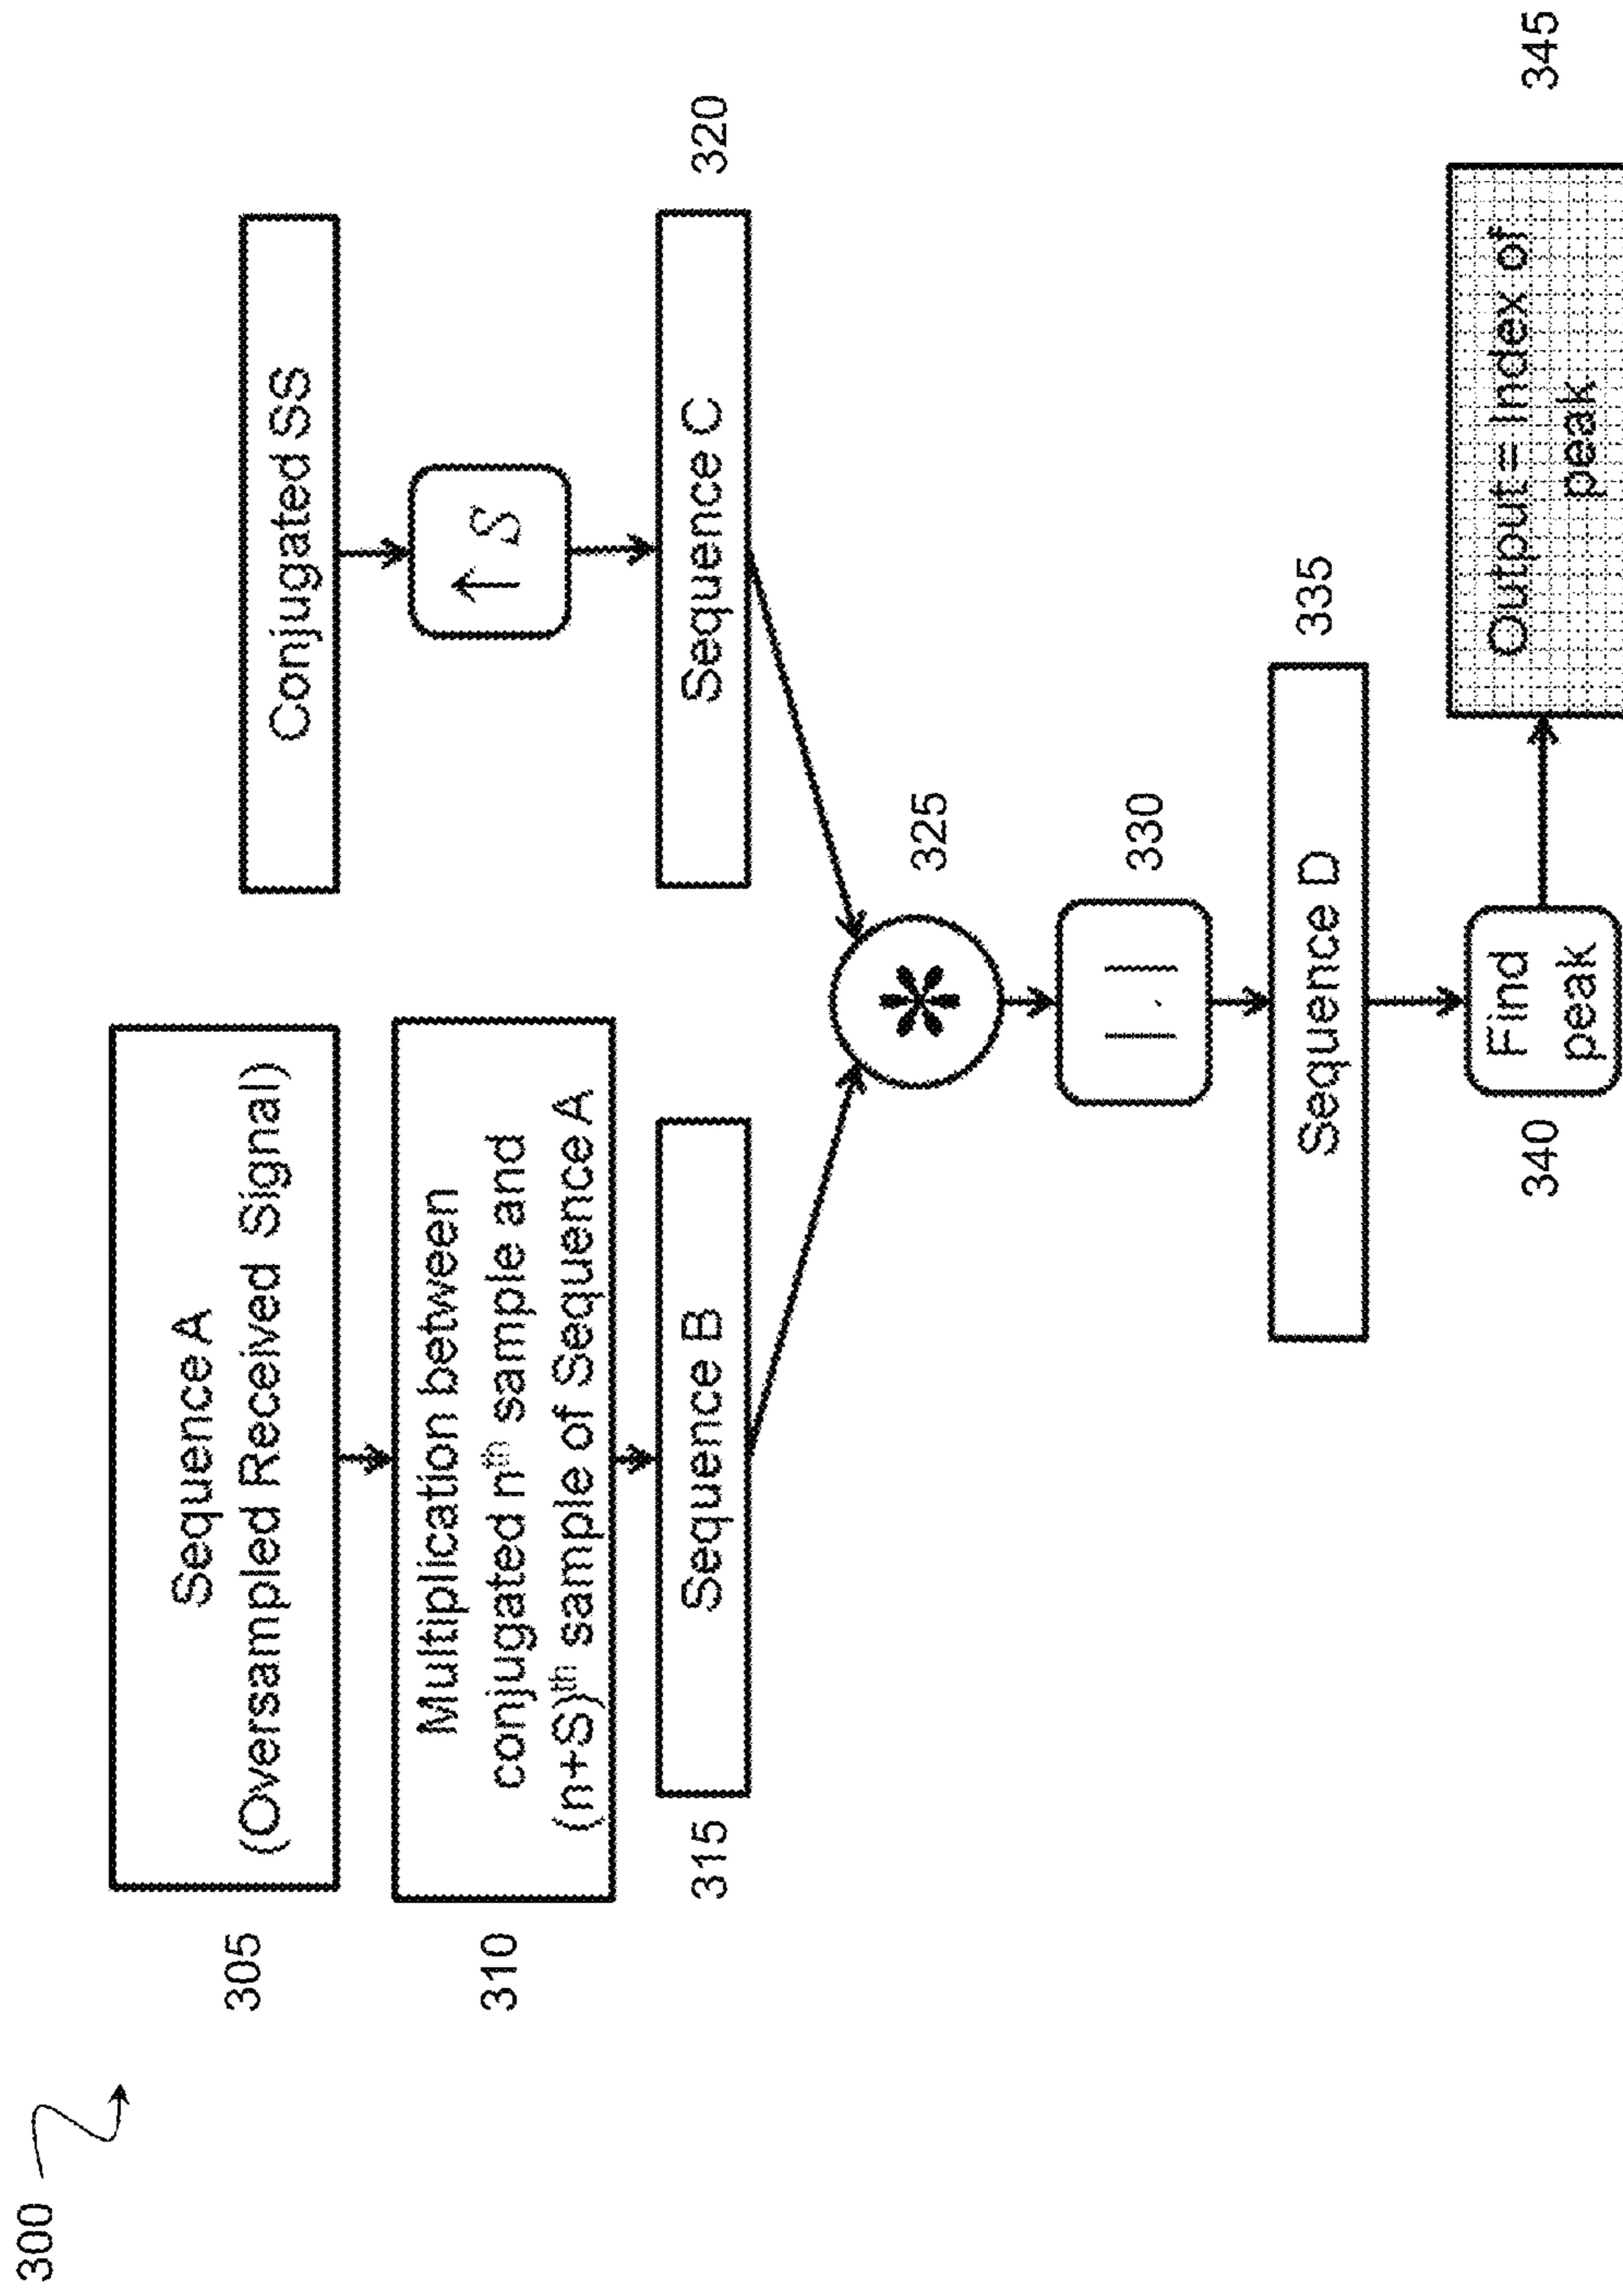 300
305
Sequence A
(Oversampled Received Signal)
Conjugated SS
310
Multiplication between
conjugated nth sample and
(n+S)th sample of Sequence A
↑ S
315
Sequence B
Sequence C
320
*
325
| . |
330
Sequence D
335
340
Find
peak
Output = Index of
peak
345